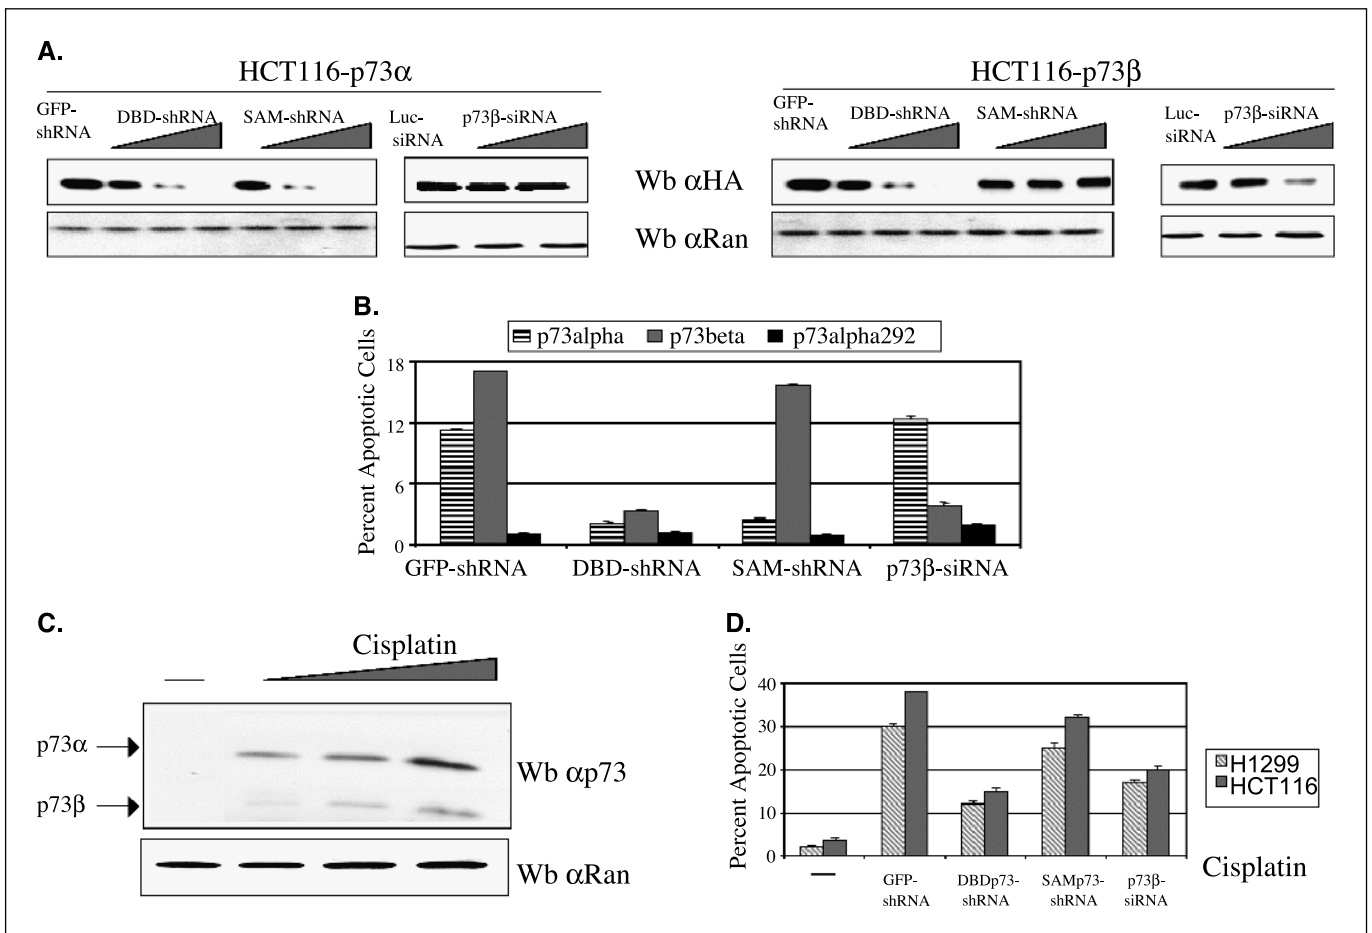 A.
HCT116-p73α
HCT116-p73β
GFP-
shRNA
DBD-shRNA
SAM-shRNA
Luc-
siRNA
p73β-siRNA
GFP-
shRNA
DBD-shRNA
SAM-shRNA
Luc-
siRNA
p73β-siRNA
Wb αHA
Wb αRan
B.
p73alpha
p73beta
p73alpha292
Percent Apoptotic Cells
18
12
6
0
GFP-shRNA
DBD-shRNA
SAM-shRNA
p73β-siRNA
C.
Cisplatin
p73α
p73β
Wb αp73
Wb αRan
D.
Percent Apoptotic Cells
40
30
20
10
0
GFP-
shRNA
DBDp73-
shRNA
SAMp73-
shRNA
p73β-
siRNA
H1299
HCT116
Cisplatin